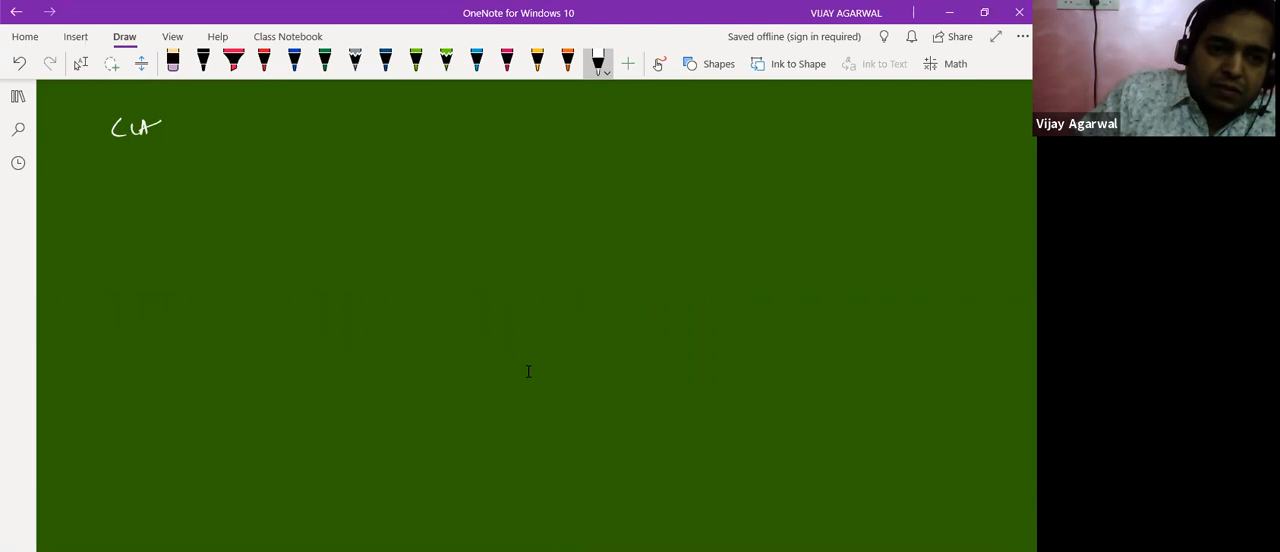 OneNote for Windows 10
VIJAY AGARWAL
Home Insert Draw View Help Class Notebook
Saved offline (sign in required)
Share
Shapes Ink to Shape Ink to Text Math
Vijay Agarwal